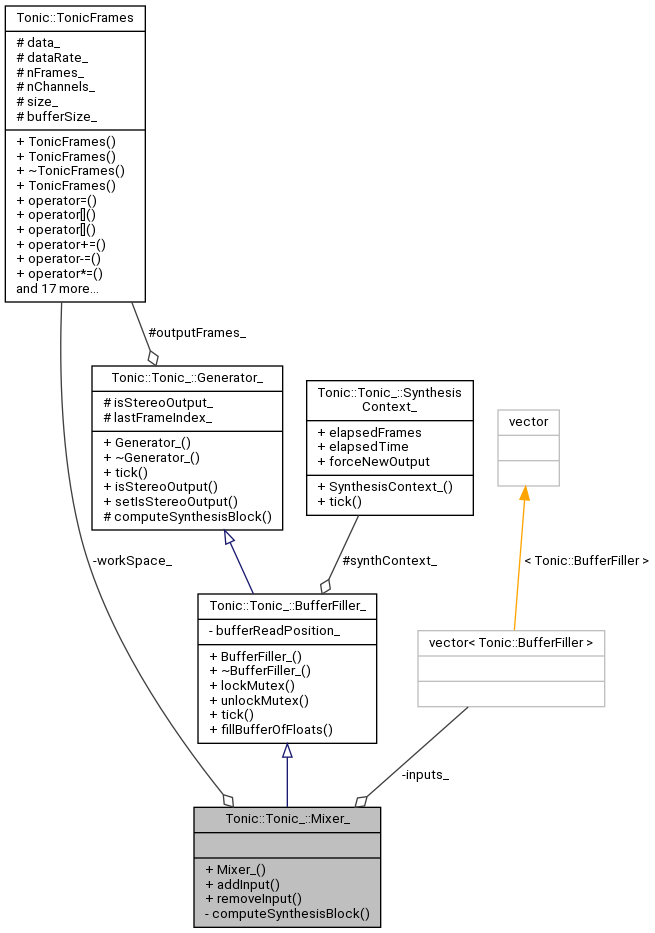 Tonic::TonicFrames
# data_
# dataRate_
# nFrames_
# nChannels_
# size_
# bufferSize_
+ TonicFrames()
+ TonicFrames()
+ ~TonicFrames()
+ TonicFrames()
+ operator=()
+ operator[]()
+ operator[]()
+ operator+=()
+ operator-=()
+ operator*=()
and 17 more...
#outputFrames_
Tonic::Tonic_::Generator_
# isStereoOutput_
# lastFrameIndex_
+ Generator_()
+ ~Generator_()
+ tick()
+ isStereoOutput()
+ setIsStereoOutput()
# computeSynthesisBlock()
Tonic::Tonic_::Synthesis
Context_
+ elapsedFrames
+ elapsedTime
+ forceNewOutput
+ SynthesisContext_()
+ tick()
vector
-workSpace_
#synthContext_
< Tonic::BufferFiller >
Tonic::Tonic_::BufferFiller_
- bufferReadPosition_
+ BufferFiller_()
+ ~BufferFiller_()
+ lockMutex()
+ unlockMutex()
+ tick()
+ fillBufferOfFloats()
vector< Tonic::BufferFiller >
-inputs_
Tonic::Tonic_::Mixer_
+ Mixer_()
+ addInput()
+ removeInput()
- computeSynthesisBlock()